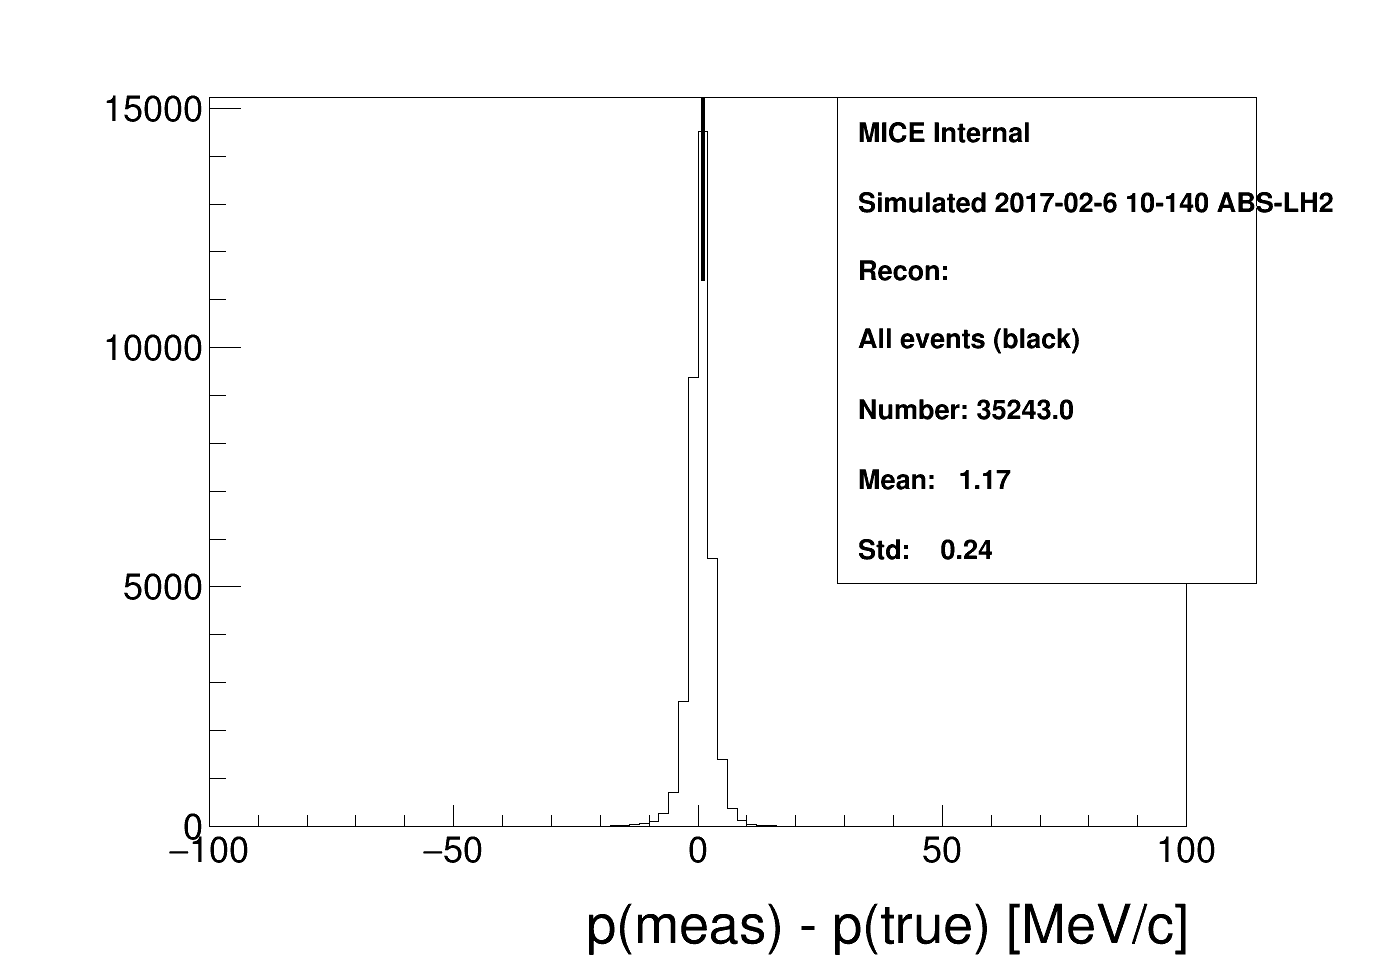 15000
10000
5000
0
−100 −50 0 50 100
p(meas) - p(true) [MeV/c]
MICE Internal
Simulated 2017-02-6 10-140 ABS-LH2
Recon:
All events (black)
Number: 35243.0
Mean: 1.17
Std: 0.24